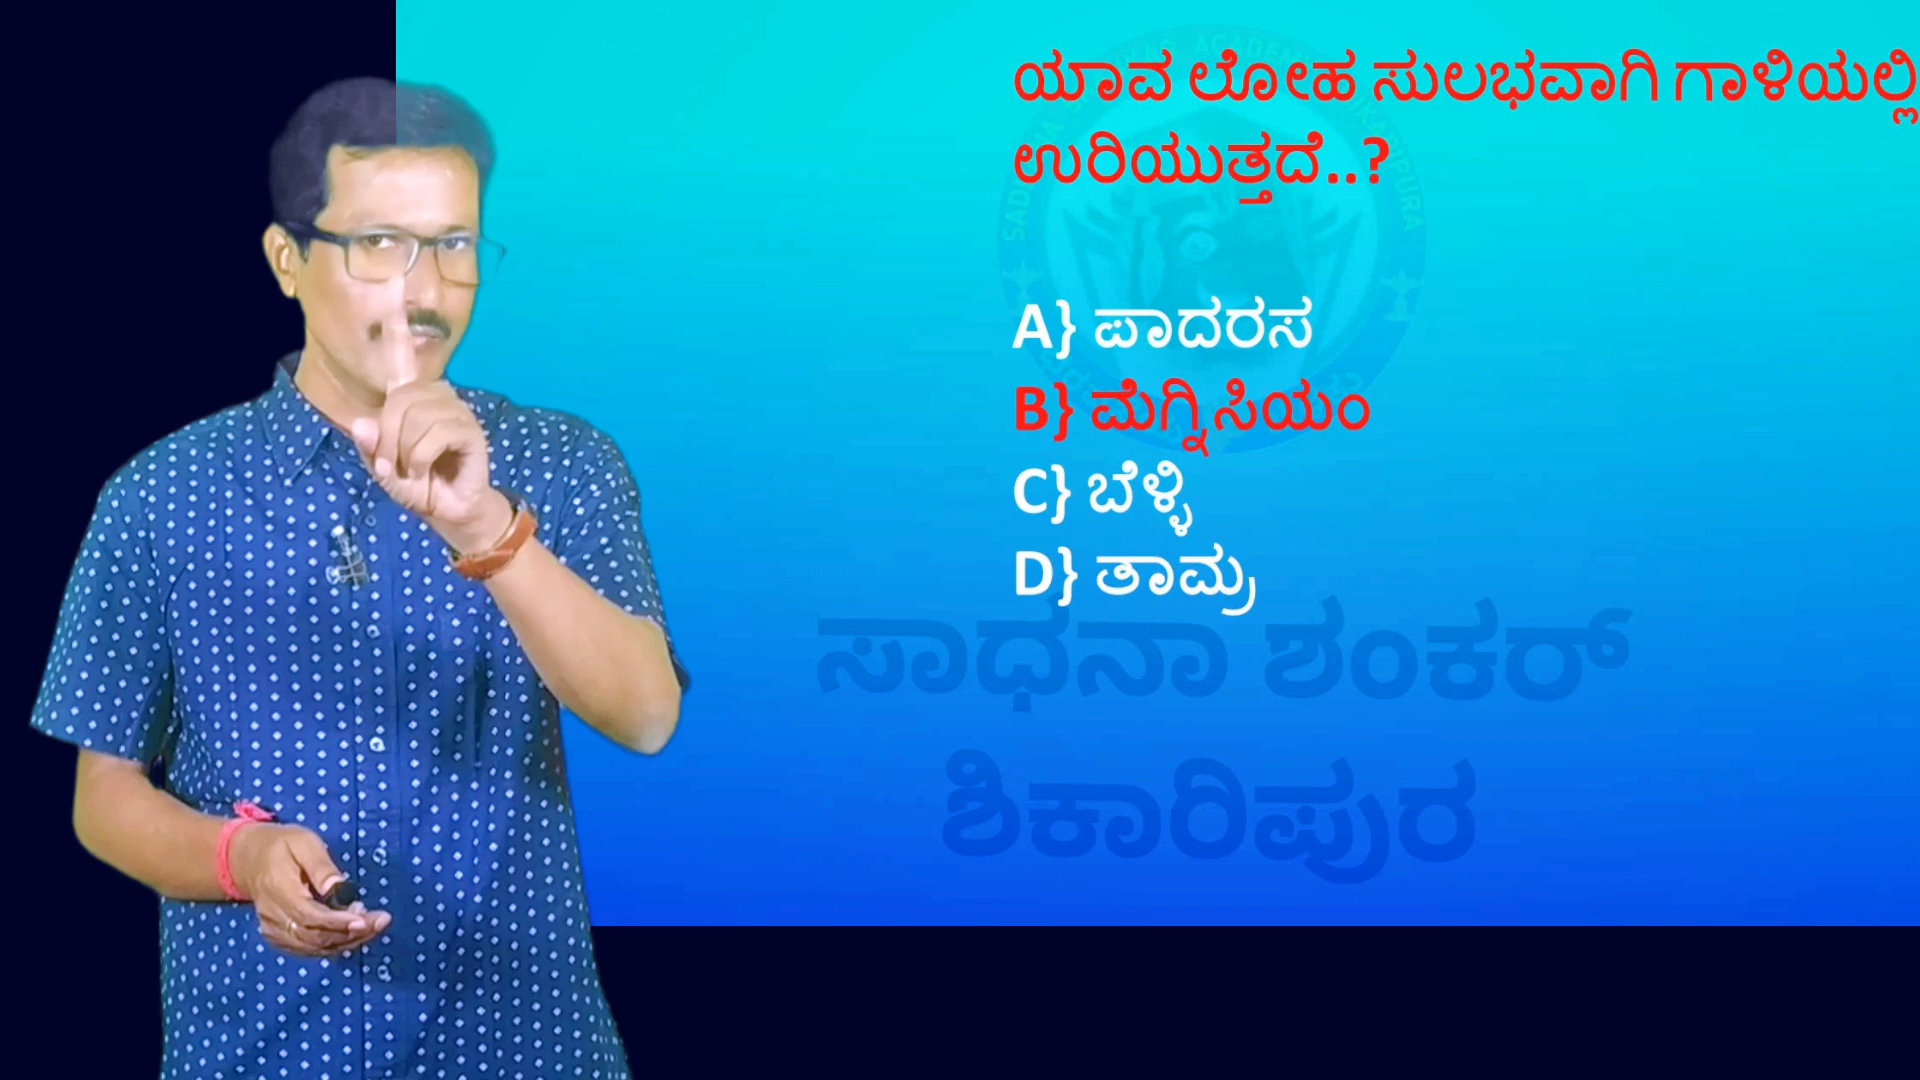 ಯಾವ ಲೋಹ ಸುಲಭವಾಗಿ ಗಾಳಿಯಲ್ಲಿ
ಉರಿಯುತ್ತದೆ..?
A} ಪಾದರಸ
B} ಮೆಗ್ನಿಸಿಯಂ
C} ಬೆಳ್ಳಿ
D} ತಾಮ್ರ
ಸಾಧನಾ ಶಂಕರ್
ಶಿಕಾರಿಪುರ